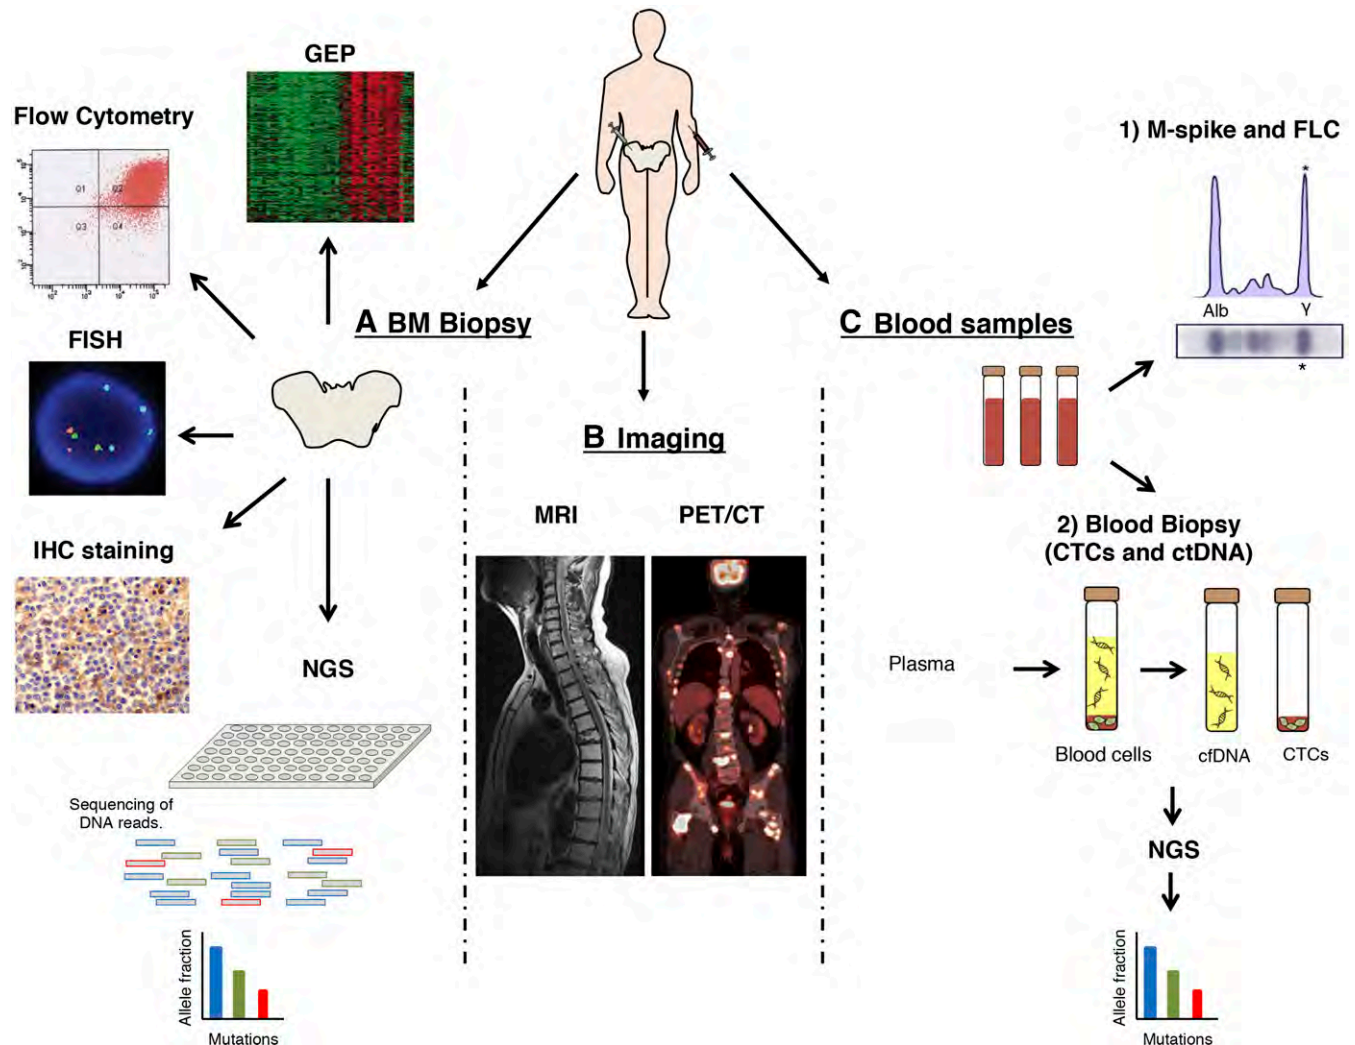 GEP
Flow Cytometry
Q1
Q2
Q3
Q4
FISH
IHC staining
NGS
Sequencing of
DNA reads.
Allele fraction
Mutations
A BM Biopsy
B Imaging
MRI
PET/CT
C Blood samples
1) M-spike and FLC
*
Alb
γ
*
2) Blood Biopsy
(CTCs and ctDNA)
Plasma
Blood cells
cfDNA
CTCs
NGS
Allele fraction
Mutations